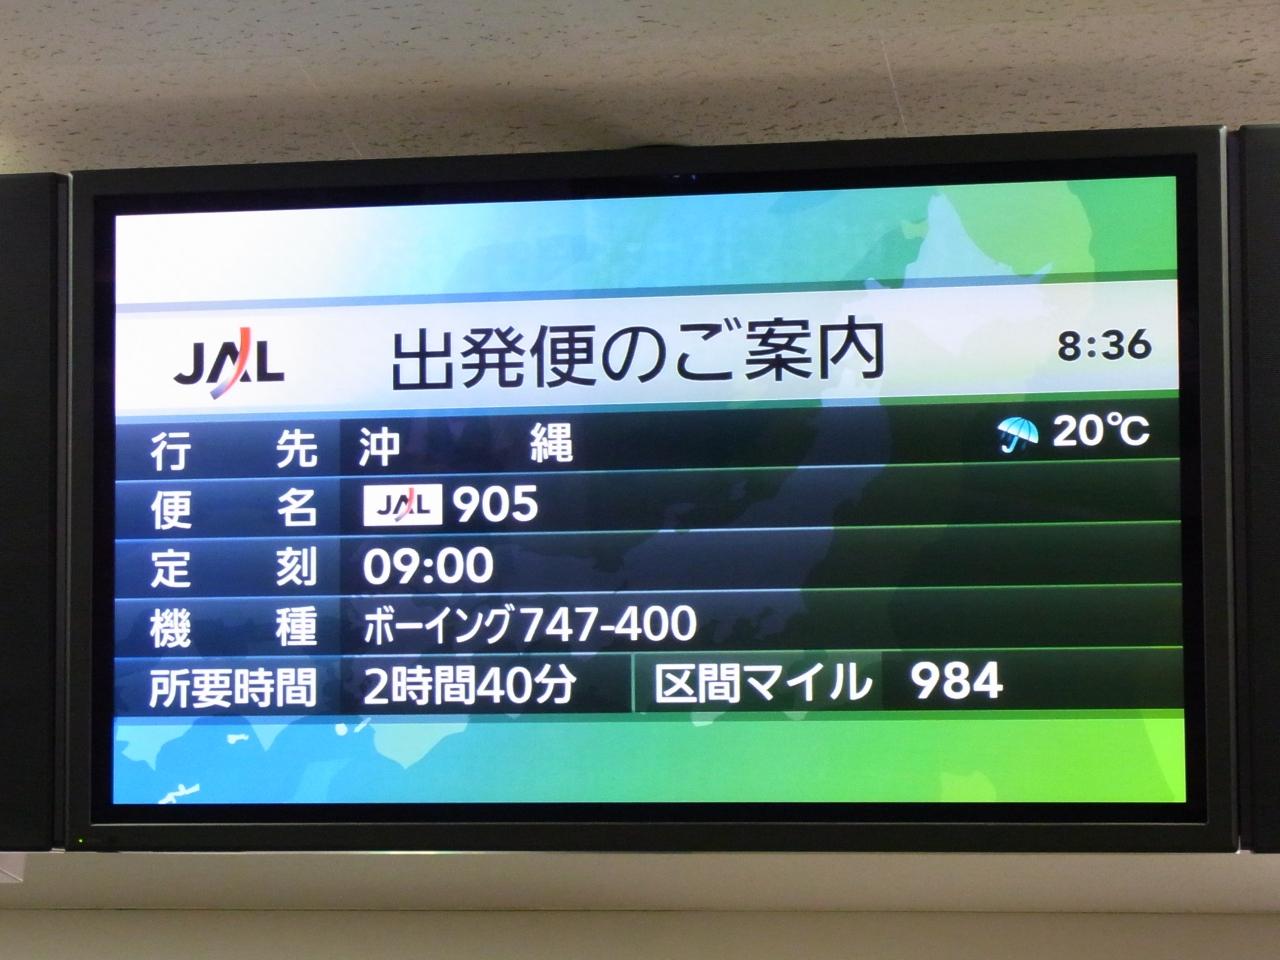 JAL 出発便のご案内 8:36
行先 沖縄 20℃
便名 JAL 905
定刻 09:00
機種 ボーイング747-400
所要時間 2時間40分 区間マイル 984